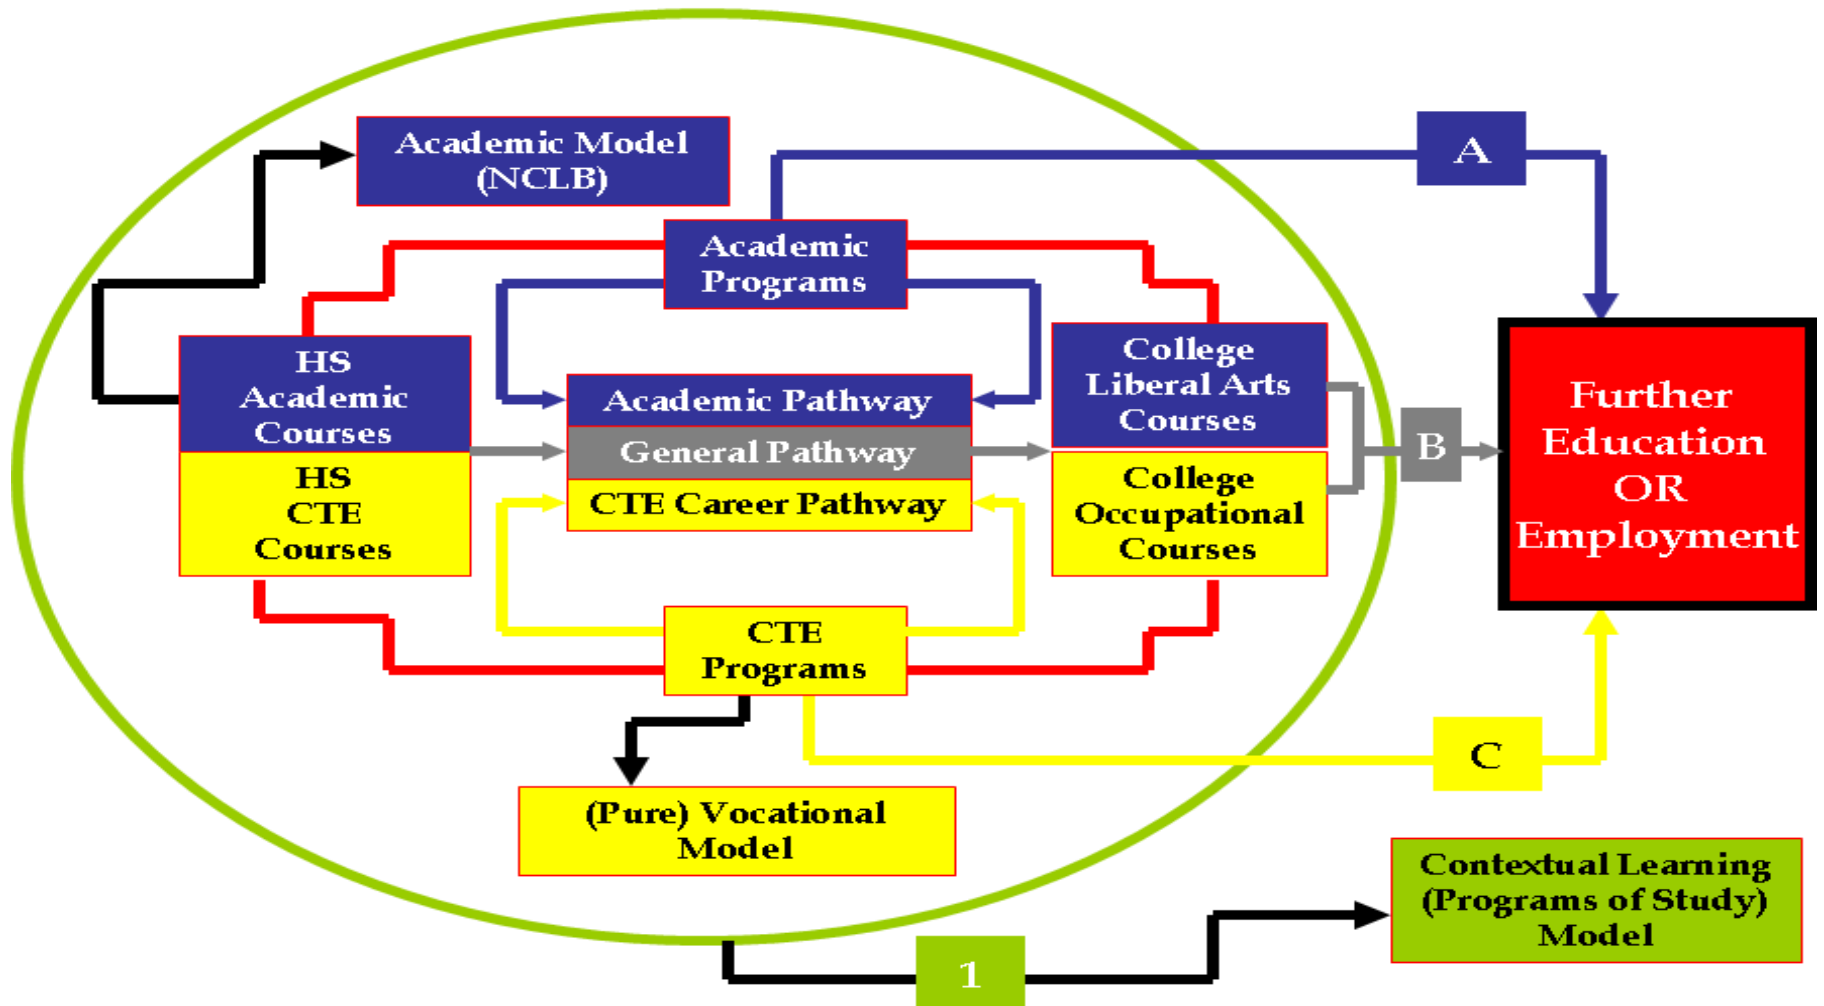 Academic Model
(NCLB)
A
Academic
Programs
HS
Academic
Courses
College
Liberal Arts
Courses
Academic Pathway
Further
Education
OR
Employment
General Pathway
B
HS
CTE
Courses
CTE Career Pathway
College
Occupational
Courses
CTE
Programs
C
(Pure) Vocational
Model
Contextual Learning
(Programs of Study)
Model
1